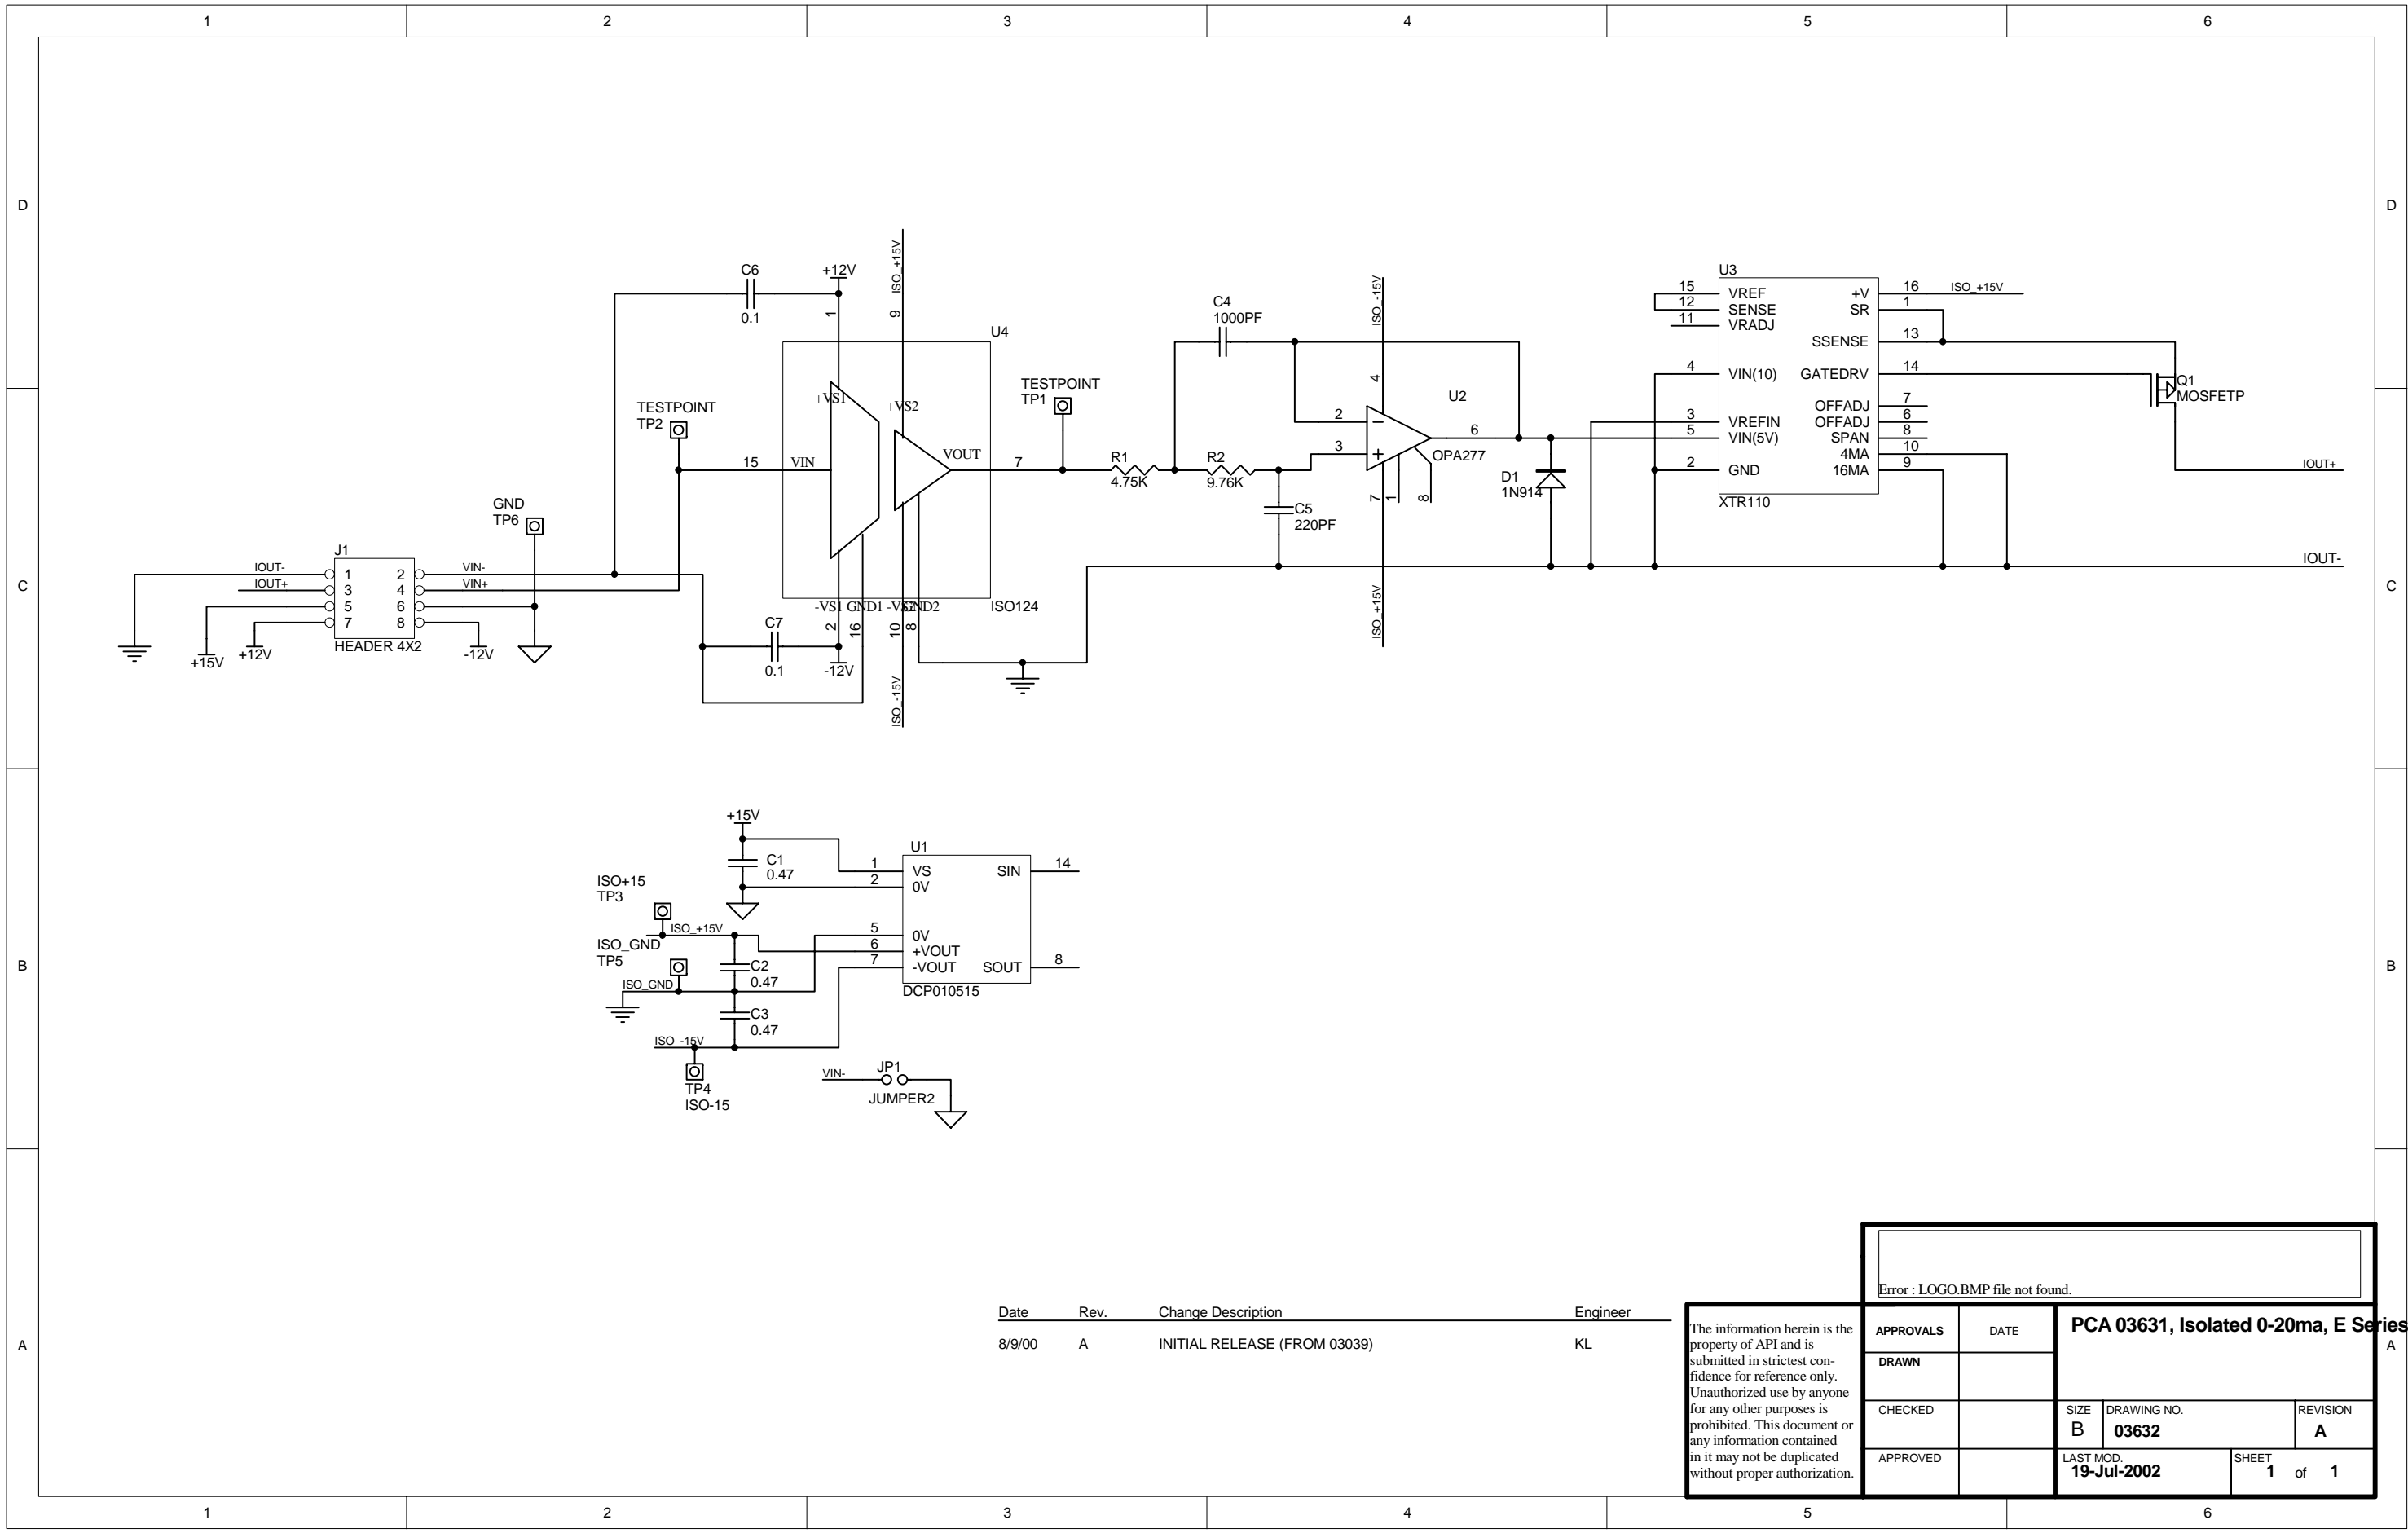 1 2 3 4 5 6
D D
C C
B B
A A
C6
0.1
+12V
1
9
ISO_+15V
U4
+VS1
+VS2
TESTPOINT
TP2
15
VIN
VOUT
7
TESTPOINT
TP1
GND
TP6
J1
IOUT- 1 2 VIN-
IOUT+ 3 4 VIN+
5 6
7 8
HEADER 4X2
+15V
+12V
-12V
-VS1 GND1 -VS2 GND2
ISO124
2
16
10
8
C7
0.1
-12V
ISO_-15V
R1
4.75K
C4
1000PF
R2
9.76K
C5
220PF
ISO_-15V
4
2
3
U2
6
OPA277
7
1
8
ISO_+15V
D1
1N914
U3
15 VREF +V 16 ISO_+15V
12 SENSE SR 1
11 VRADJ
SSENSE 13
4 VIN(10) GATEDRV 14
OFFADJ 7
3 VREFIN OFFADJ 6
5 VIN(5V) SPAN 8
4MA 10
2 GND 16MA 9
XTR110
Q1
MOSFETP
IOUT+
IOUT-
+15V
C1
0.47
U1
1 VS SIN 14
2 0V
5 0V
6 +VOUT
7 -VOUT SOUT 8
DCP010515
ISO+15
TP3
ISO_+15V
ISO_GND
TP5
ISO_GND
C2
0.47
C3
0.47
ISO_-15V
TP4
ISO-15
VIN-
JP1
JUMPER2
Date Rev. Change Description Engineer
8/9/00 A INITIAL RELEASE (FROM 03039) KL
Error : LOGO.BMP file not found.
The information herein is the
property of API and is
submitted in strictest con-
fidence for reference only.
Unauthorized use by anyone
for any other purposes is
prohibited. This document or
any information contained
in it may not be duplicated
without proper authorization.
APPROVALS DATE
DRAWN
CHECKED
APPROVED
PCA 03631, Isolated 0-20ma, E Series
SIZE DRAWING NO. REVISION
B 03632 A
LAST MOD. SHEET
19-Jul-2002 1 of 1
1 2 3 4 5 6